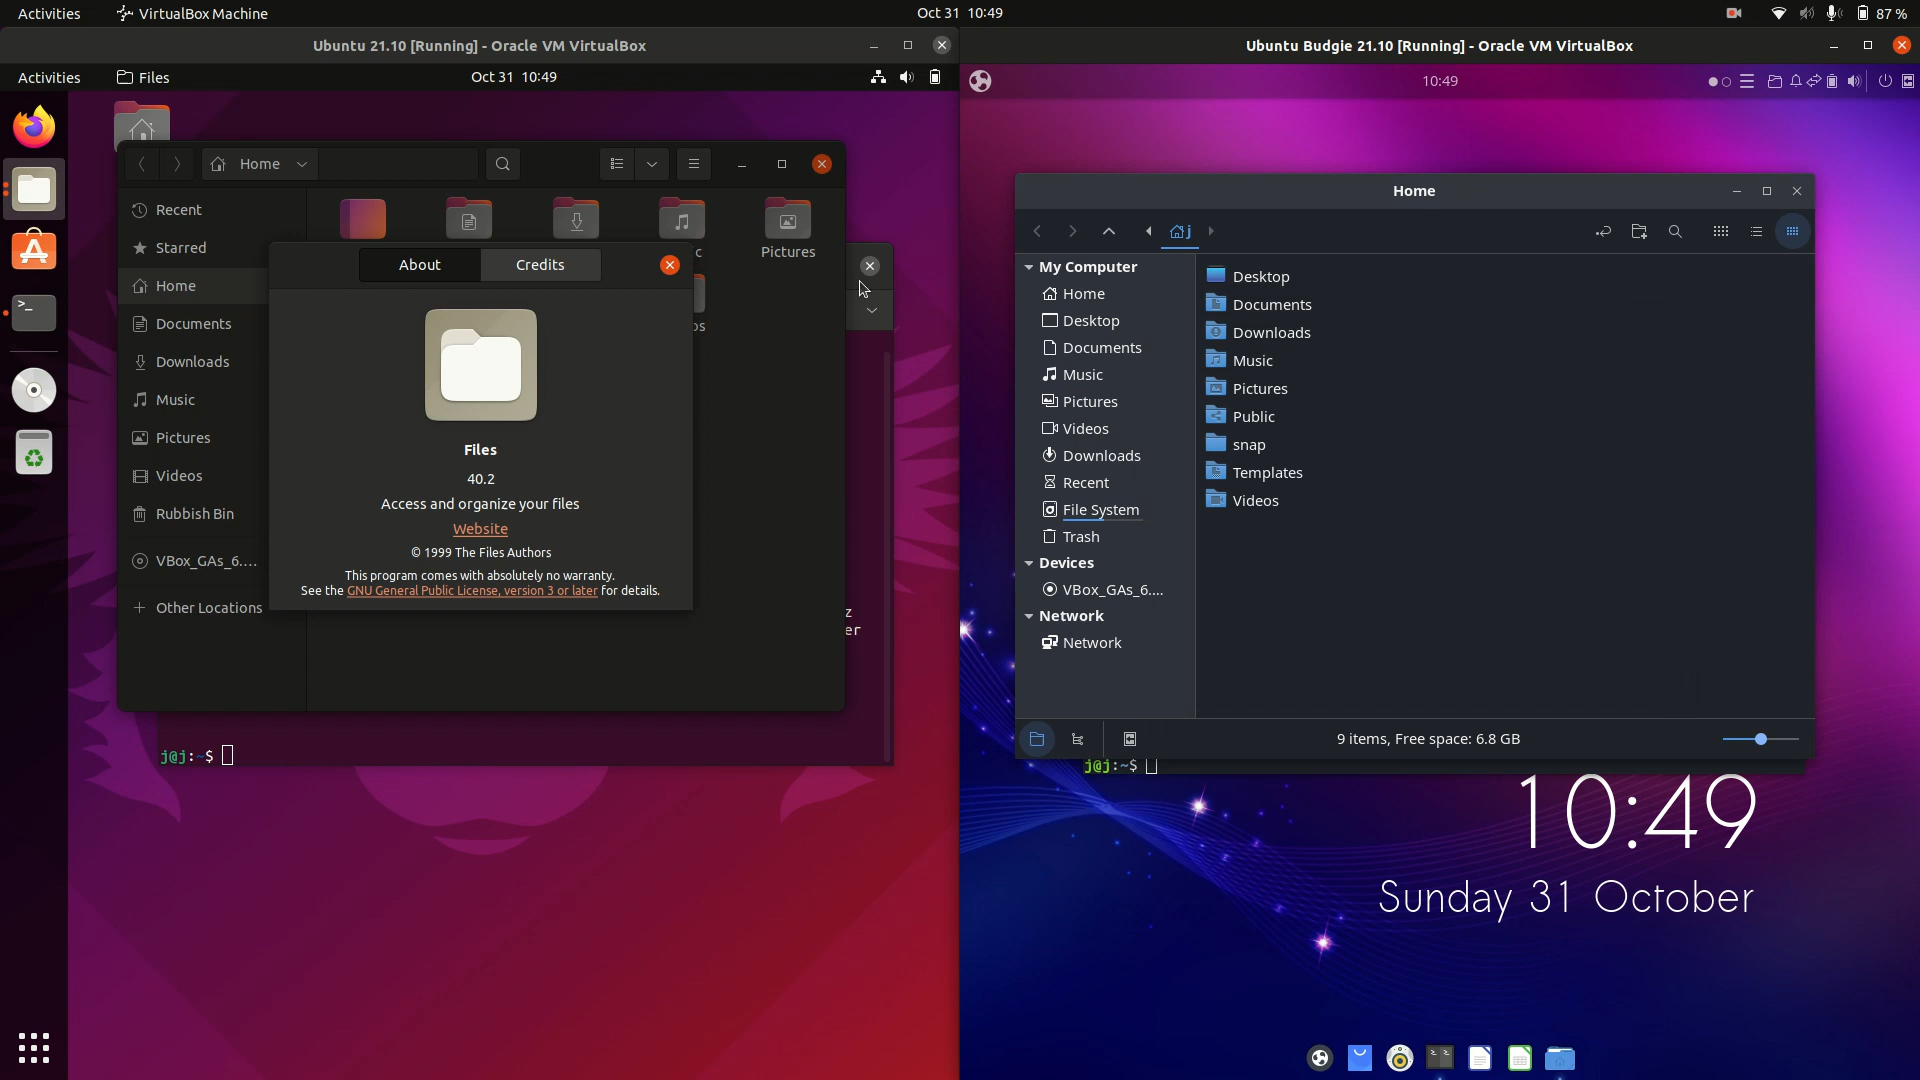 Activities
VirtualBox Machine
Oct 31 10:49
87 %
Ubuntu 21.10 [Running] - Oracle VM VirtualBox
Activities
Files
Oct 31 10:49
Home
Recent
Starred
Home
Documents
Downloads
Music
Pictures
Videos
Rubbish Bin
VBox_GAs_6....
Other Locations
c
Pictures
os
About
Credits
Files
40.2
Access and organize your files
Website
© 1999 The Files Authors
This program comes with absolutely no warranty.
See the GNU General Public License, version 3 or later for details.
z
er
j@j:~$
Ubuntu Budgie 21.10 [Running] - Oracle VM VirtualBox
10:49
Home
j
My Computer
Home
Desktop
Documents
Music
Pictures
Videos
Downloads
Recent
File System
Trash
Devices
VBox_GAs_6....
Network
Network
Desktop
Documents
Downloads
Music
Pictures
Public
snap
Templates
Videos
9 items, Free space: 6.8 GB
j@j:~$
10:49
Sunday 31 October